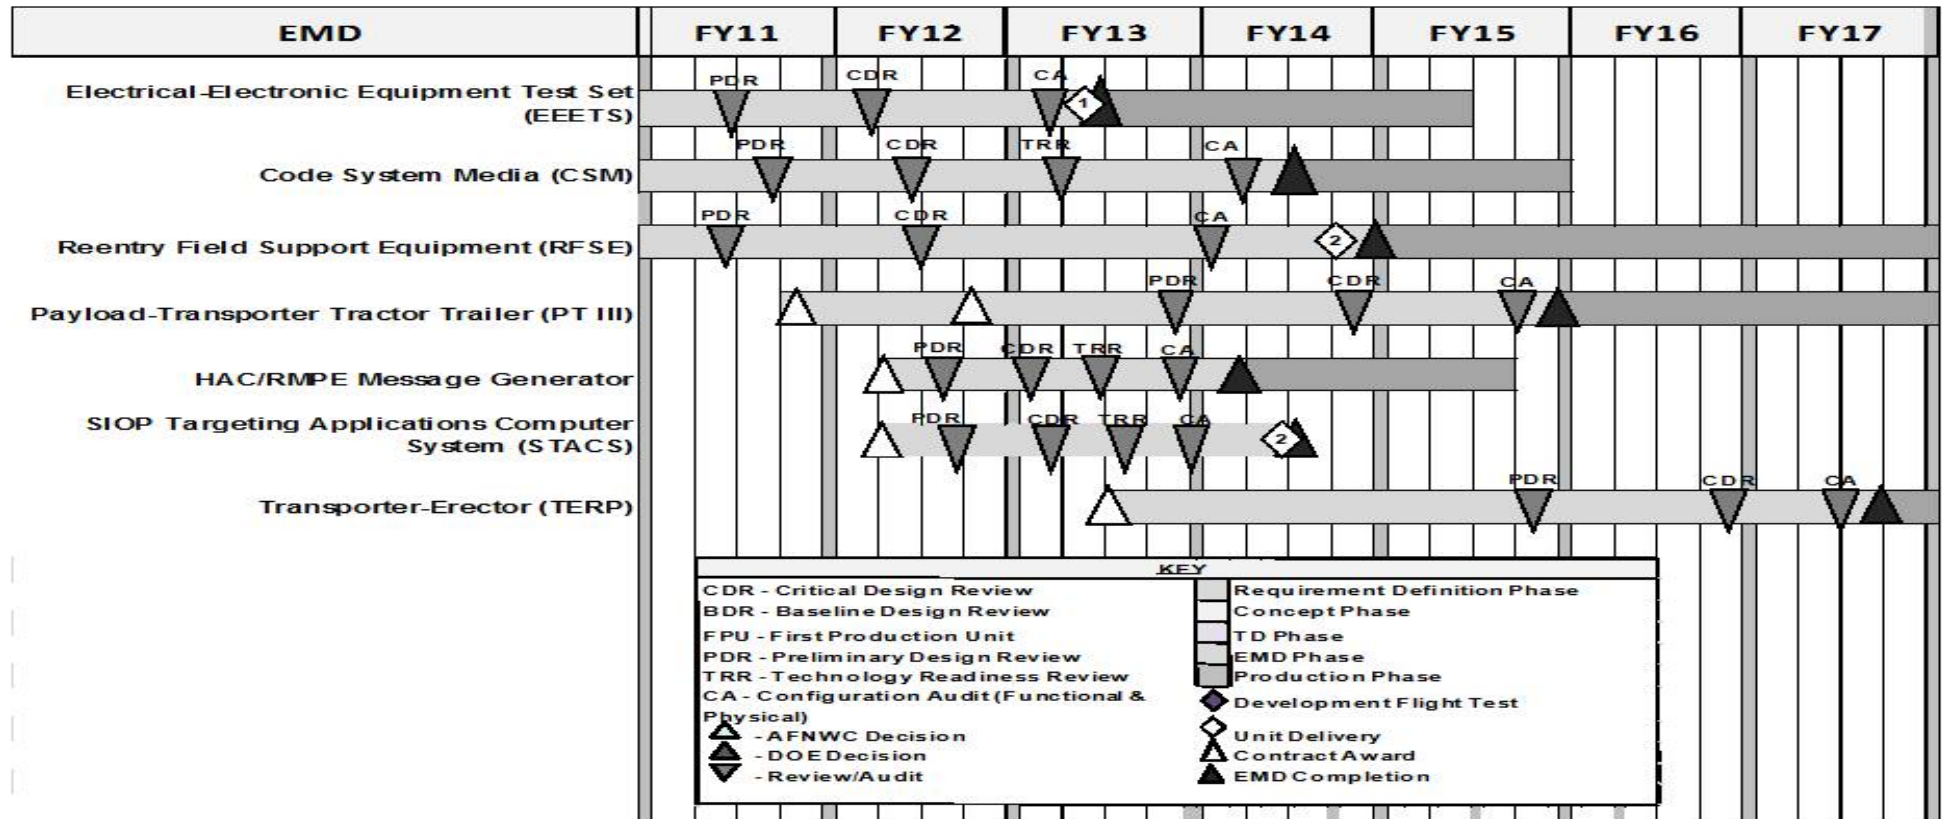 EMD FY11 FY12 FY13 FY14 FY15 FY16 FY17
PDR CDR CA
Electrical-Electronic Equipment Test Set
(EEETS)
1
PDR CDR TRR CA
Code System Media (CSM)
PDR CDR CA
Reentry Field Support Equipment (RFSE)
2
PDR CDR CA
Payload-Transporter Tractor Trailer (PT III)
PDR CDR TRR CA
HAC/RMPE Message Generator
PDR CDR TRR CA
SIOP Targeting Applications Computer
System (STACS)
2
PDR CDR CA
Transporter-Erector (TERP)
KEY
CDR - Critical Design Review
BDR - Baseline Design Review
FPU - First Production Unit
PDR - Preliminary Design Review
TRR - Technology Readiness Review
CA - Configuration Audit (Functional &
Physical)
- AFNWC Decision
- DOE Decision
- Review/Audit
Requirement Definition Phase
Concept Phase
TD Phase
EMD Phase
Production Phase
Development Flight Test
Unit Delivery
Contract Award
EMD Completion